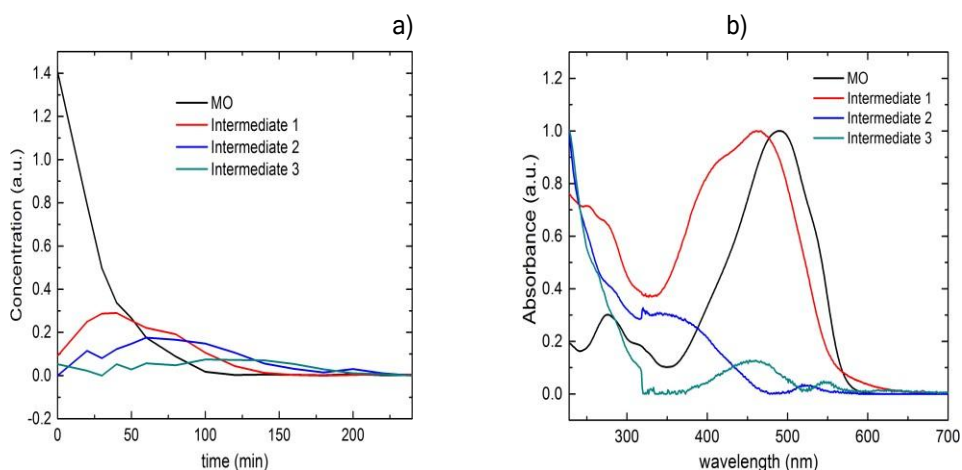 a)
MO
Intermediate 1
Intermediate 2
Intermediate 3
Concentration (a.u.)
1.4
1.2
1.0
0.8
0.6
0.4
0.2
0.0
-0.2
0 50 100 150 200
time (min)
b)
MO
Intermediate 1
Intermediate 2
Intermediate 3
Absorbance (a.u.)
1.2
1.0
0.8
0.6
0.4
0.2
0.0
300 400 500 600 700
wavelength (nm)